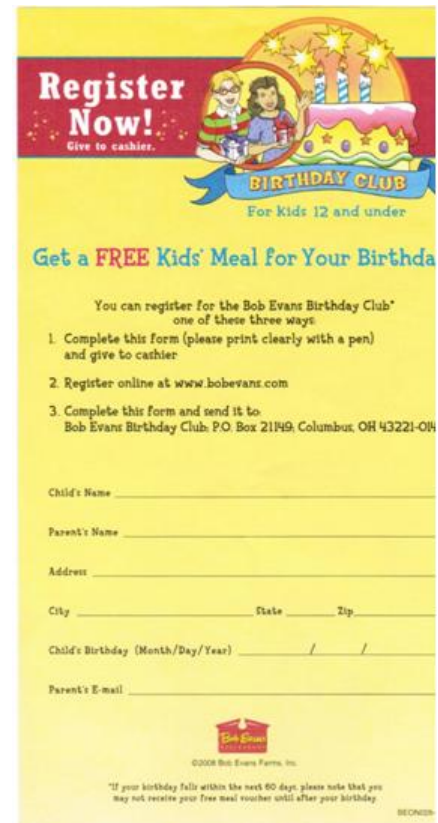 Register
Now!
Give to cashier.
BIRTHDAY CLUB
For Kids 12 and under
Get a FREE Kids' Meal for Your Birthda
You can register for the Bob Evans Birthday Club*
one of these three ways:
1. Complete this form (please print clearly with a pen)
and give to cashier
2. Register online at www.bobevans.com
3. Complete this form and send it to:
Bob Evans Birthday Club; P.O. Box 21149; Columbus, OH 43221-014
Child's Name
Parent's Name
Address
City State Zip
Child's Birthday (Month/Day/Year) / /
Parent's E-mail
Bob Evans
RESTAURANTS
©2008 Bob Evans Farms, Inc.
*If your birthday falls within the next 60 days, please note that you
may not receive your free meal voucher until after your birthday.